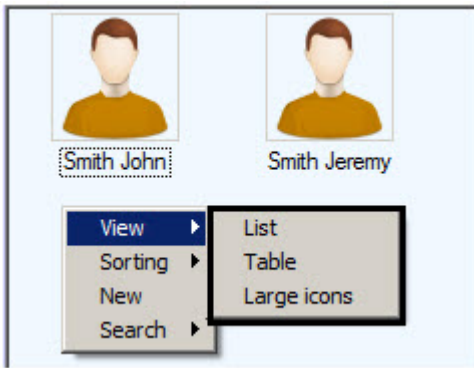 Smith John
Smith Jeremy
View
Sorting
New
Search
List
Table
Large icons